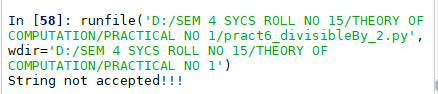 In [58]: runfile('D:/SEM 4 SYCS ROLL NO 15/THEORY OF
COMPUTATION/PRACTICAL NO 1/pract6_divisibleBy_2.py',
wdir='D:/SEM 4 SYCS ROLL NO 15/THEORY OF
COMPUTATION/PRACTICAL NO 1')
String not accepted!!!